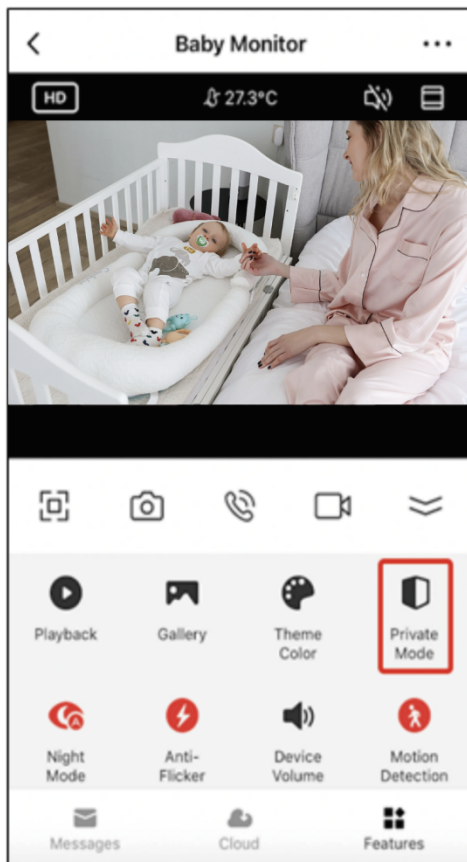 Baby Monitor
HD
27.3°C
Playback
Gallery
Theme
Color
Private
Mode
Night
Mode
Anti-
Flicker
Device
Volume
Motion
Detection
Messages
Cloud
Features